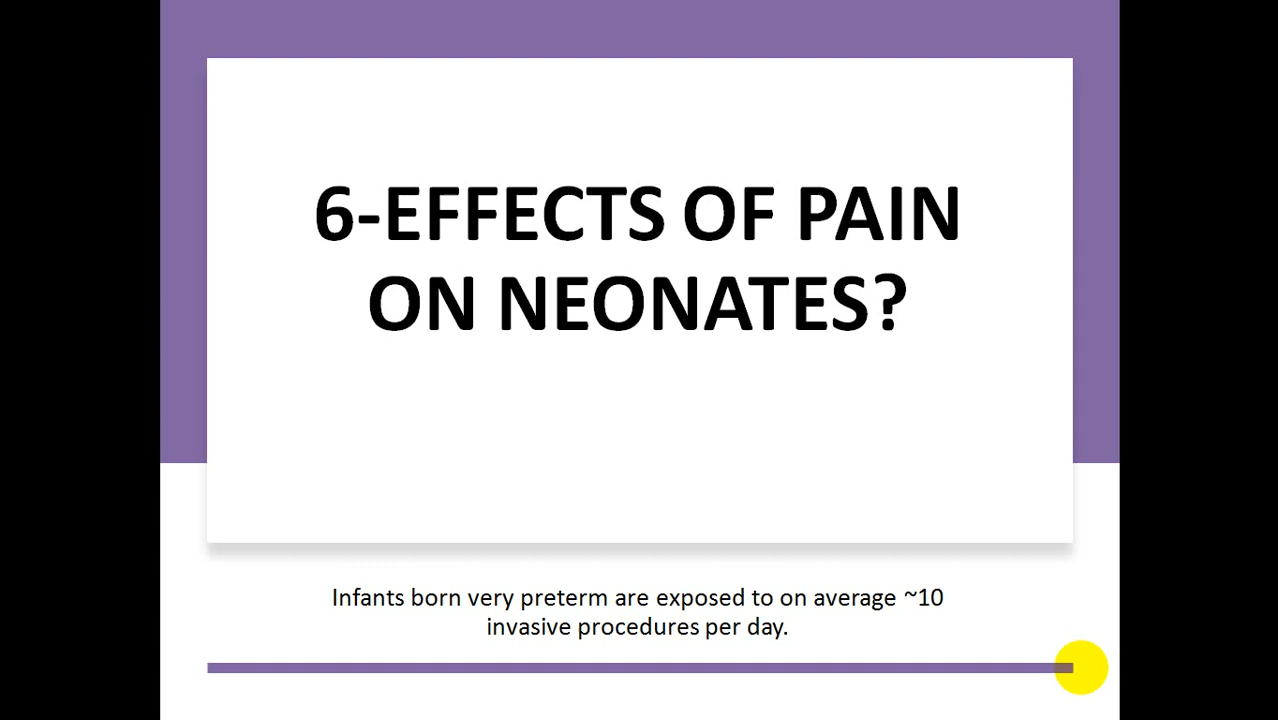 6-EFFECTS OF PAIN
ON NEONATES?
Infants born very preterm are exposed to on average ~10
invasive procedures per day.